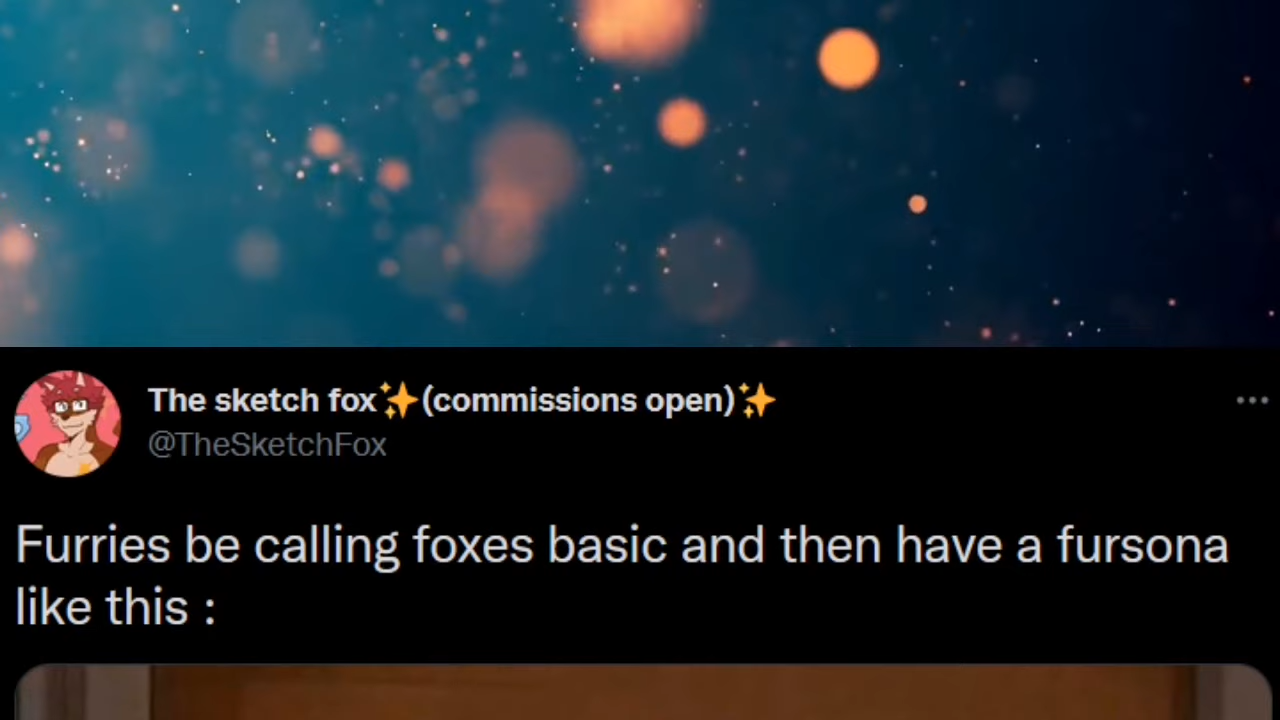 The sketch fox✨(commissions open)✨
@TheSketchFox
Furries be calling foxes basic and then have a fursona
like this :